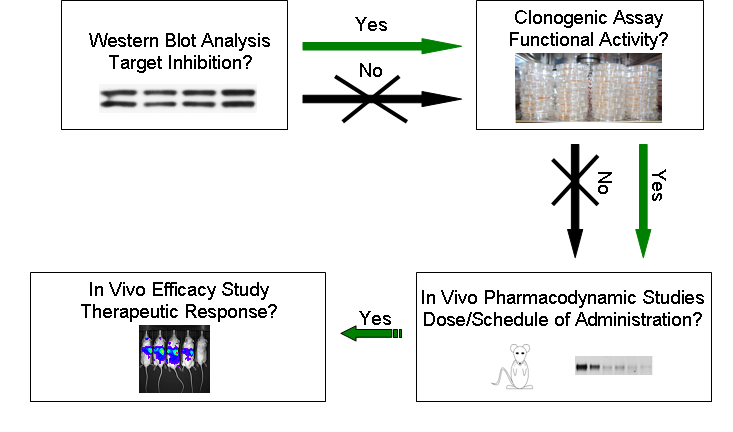 Western Blot Analysis
Target Inhibition?
Yes
No
Clonogenic Assay
Functional Activity?
No
Yes
In Vivo Pharmacodynamic Studies
Dose/Schedule of Administration?
Yes
In Vivo Efficacy Study
Therapeutic Response?